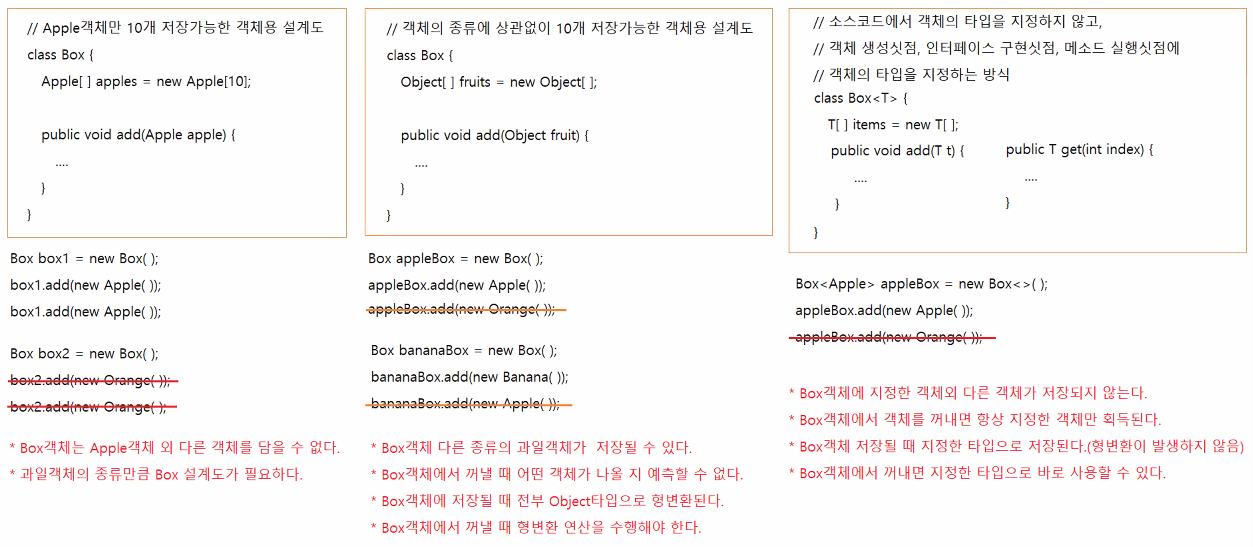 // Apple객체만 10개 저장가능한 객체용 설계도
class Box {
Apple[ ] apples = new Apple[10];
public void add(Apple apple) {
....
}
}
Box box1 = new Box( );
box1.add(new Apple( ));
box1.add(new Apple( ));
Box box2 = new Box( );
box2.add(new Orange( ));
box2.add(new Orange( );
* Box객체는 Apple객체 외 다른 객체를 담을 수 없다.
* 과일객체의 종류만큼 Box 설계도가 필요하다.
// 객체의 종류에 상관없이 10개 저장가능한 객체용 설계도
class Box {
Object[ ] fruits = new Object[ ];
public void add(Object fruit) {
....
}
}
Box appleBox = new Box( );
appleBox.add(new Apple( ));
appleBox.add(new Orange( ));
Box bananaBox = new Box( );
bananaBox.add(new Banana( ));
bananaBox.add(new Apple( ));
* Box객체 다른 종류의 과일객체가 저장될 수 있다.
* Box객체에서 꺼낼 때 어떤 객체가 나올 지 예측할 수 없다.
* Box객체에 저장될 때 전부 Object타입으로 형변환된다.
* Box객체에서 꺼낼 때 형변환 연산을 수행해야 한다.
// 소스코드에서 객체의 타입을 지정하지 않고,
// 객체 생성싯점, 인터페이스 구현싯점, 메소드 실행싯점에
// 객체의 타입을 지정하는 방식
class Box<T> {
T[ ] items = new T[ ];
public void add(T t) {
....
}
public T get(int index) {
....
}
}
Box<Apple> appleBox = new Box<>( );
appleBox.add(new Apple( ));
appleBox.add(new Orange( ));
* Box객체에 지정한 객체외 다른 객체가 저장되지 않는다.
* Box객체에서 객체를 꺼내면 항상 지정한 객체만 획득된다.
* Box객체 저장될 때 지정한 타입으로 저장된다.(형변환이 발생하지 않음)
* Box객체에서 꺼내면 지정한 타입으로 바로 사용할 수 있다.